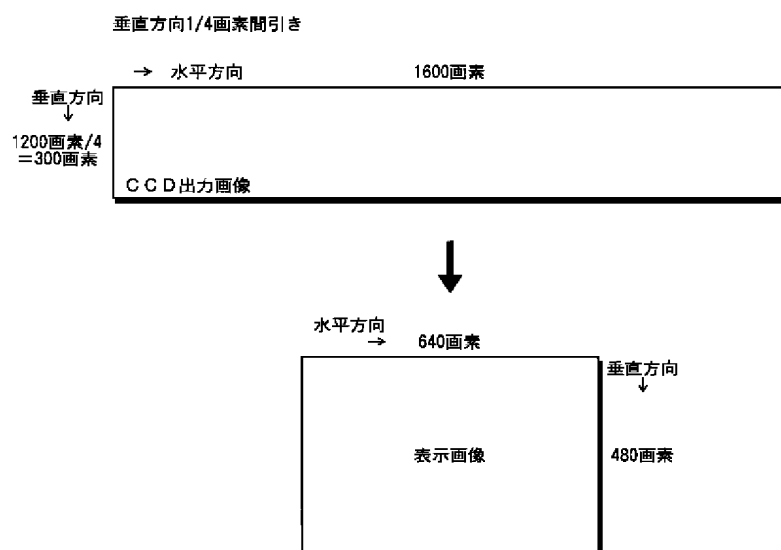 垂直方向1/4画素間引き
→ 水平方向
1600画素
垂直方向
↓
1200画素/4
=300画素
CCD出力画像
水平方向
→
640画素
垂直方向
↓
表示画像
480画素